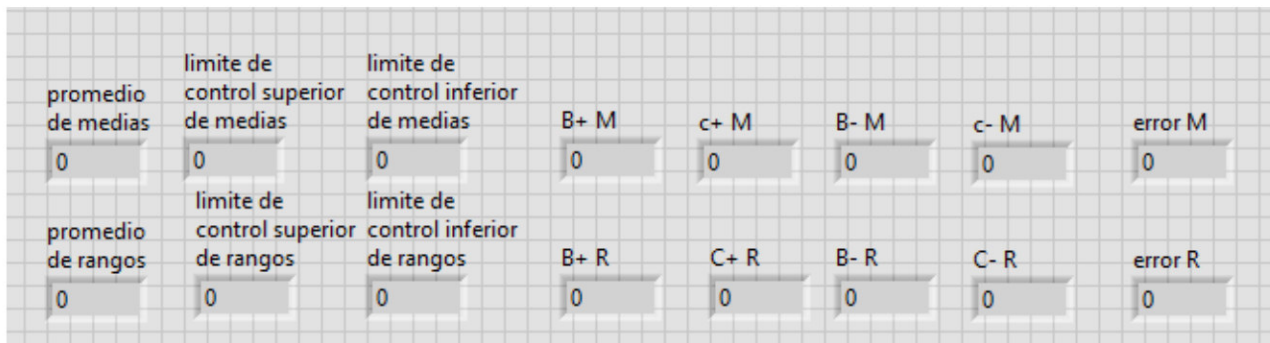 promedio
de medias
0
limite de
control superior
de medias
0
limite de
control inferior
de medias
0
B+ M
0
c+ M
0
B- M
0
c- M
0
error M
0
promedio
de rangos
0
limite de
control superior
de rangos
0
limite de
control inferior
de rangos
0
B+ R
0
C+ R
0
B- R
0
C- R
0
error R
0